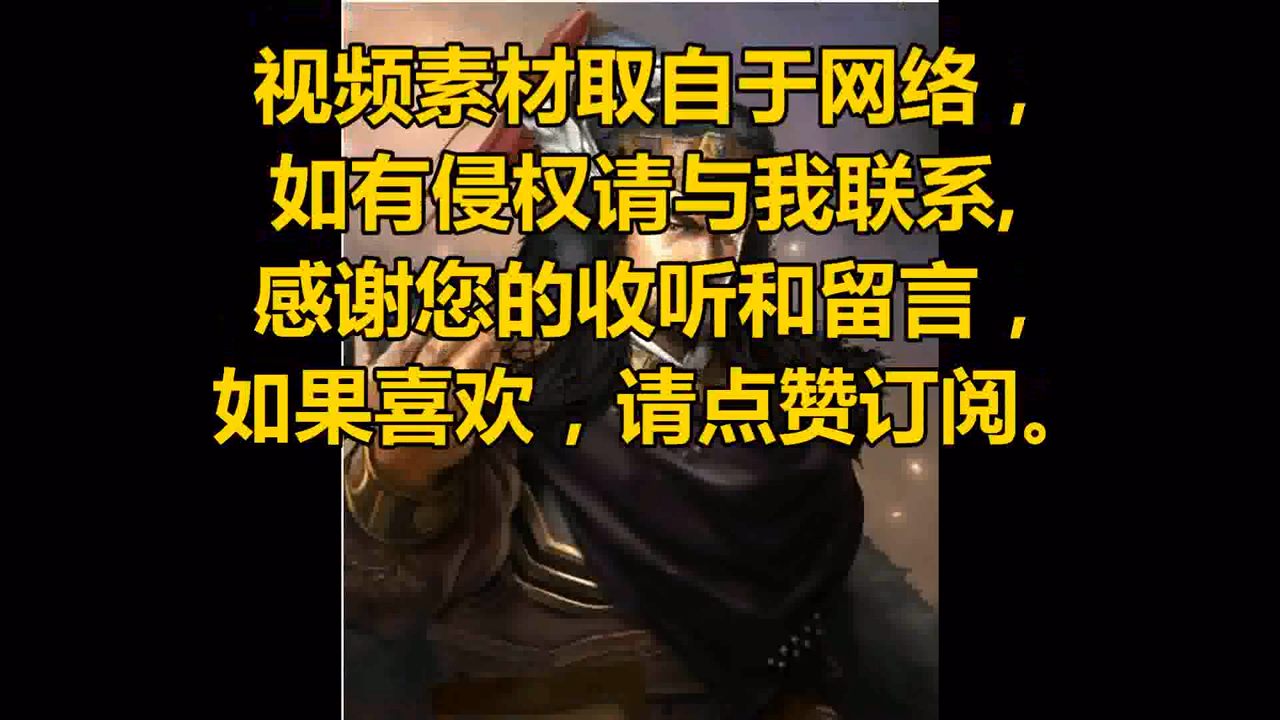 视频素材取自于网络，
如有侵权请与我联系,
感谢您的收听和留言，
如果喜欢，请点赞订阅。